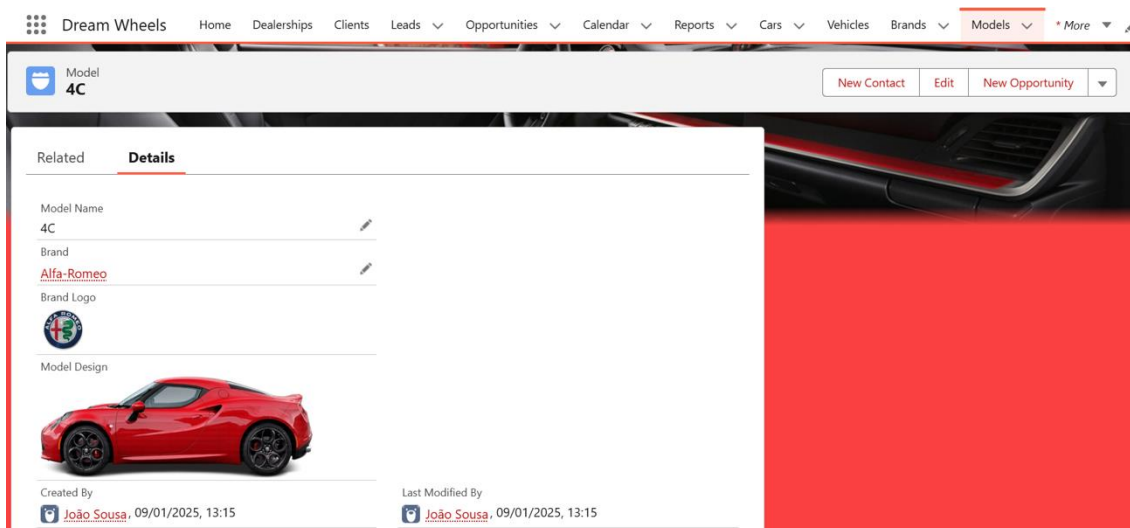 Dream Wheels Home Dealerships Clients Leads Opportunities Calendar Reports Cars Vehicles Brands Models * More
Model
4C
New Contact Edit New Opportunity
Related Details
Model Name
4C
Brand
Alfa-Romeo
Brand Logo
ALFA ROMEO
Model Design
Created By Last Modified By
João Sousa, 09/01/2025, 13:15 João Sousa, 09/01/2025, 13:15